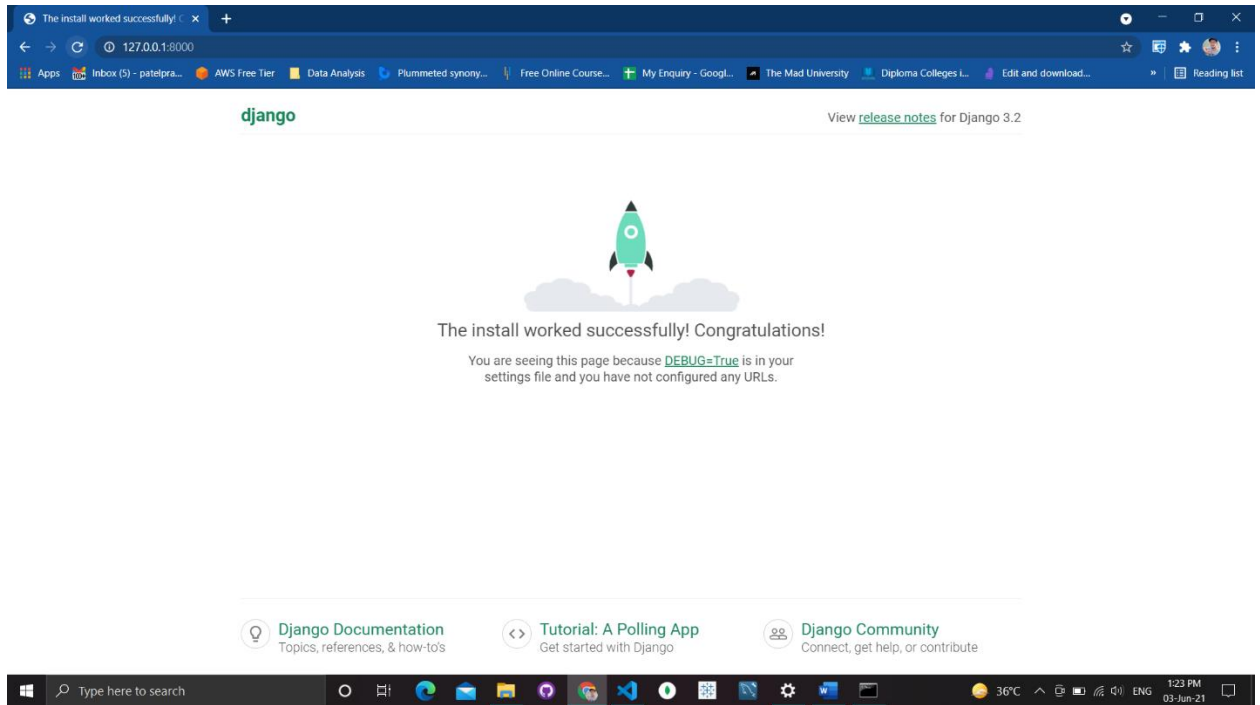 The install worked successfully! C
127.0.0.1:8000
Apps
Inbox (5) - patelpra...
AWS Free Tier
Data Analysis
Plummeted synony...
Free Online Course...
My Enquiry - Googl...
The Mad University
Diploma Colleges i...
Edit and download...
»
Reading list
django
View release notes for Django 3.2
The install worked successfully! Congratulations!
You are seeing this page because DEBUG=True is in your
settings file and you have not configured any URLs.
Django Documentation
Topics, references, & how-to's
Tutorial: A Polling App
Get started with Django
Django Community
Connect, get help, or contribute
Type here to search
36°C
ENG
1:23 PM
03-Jun-21